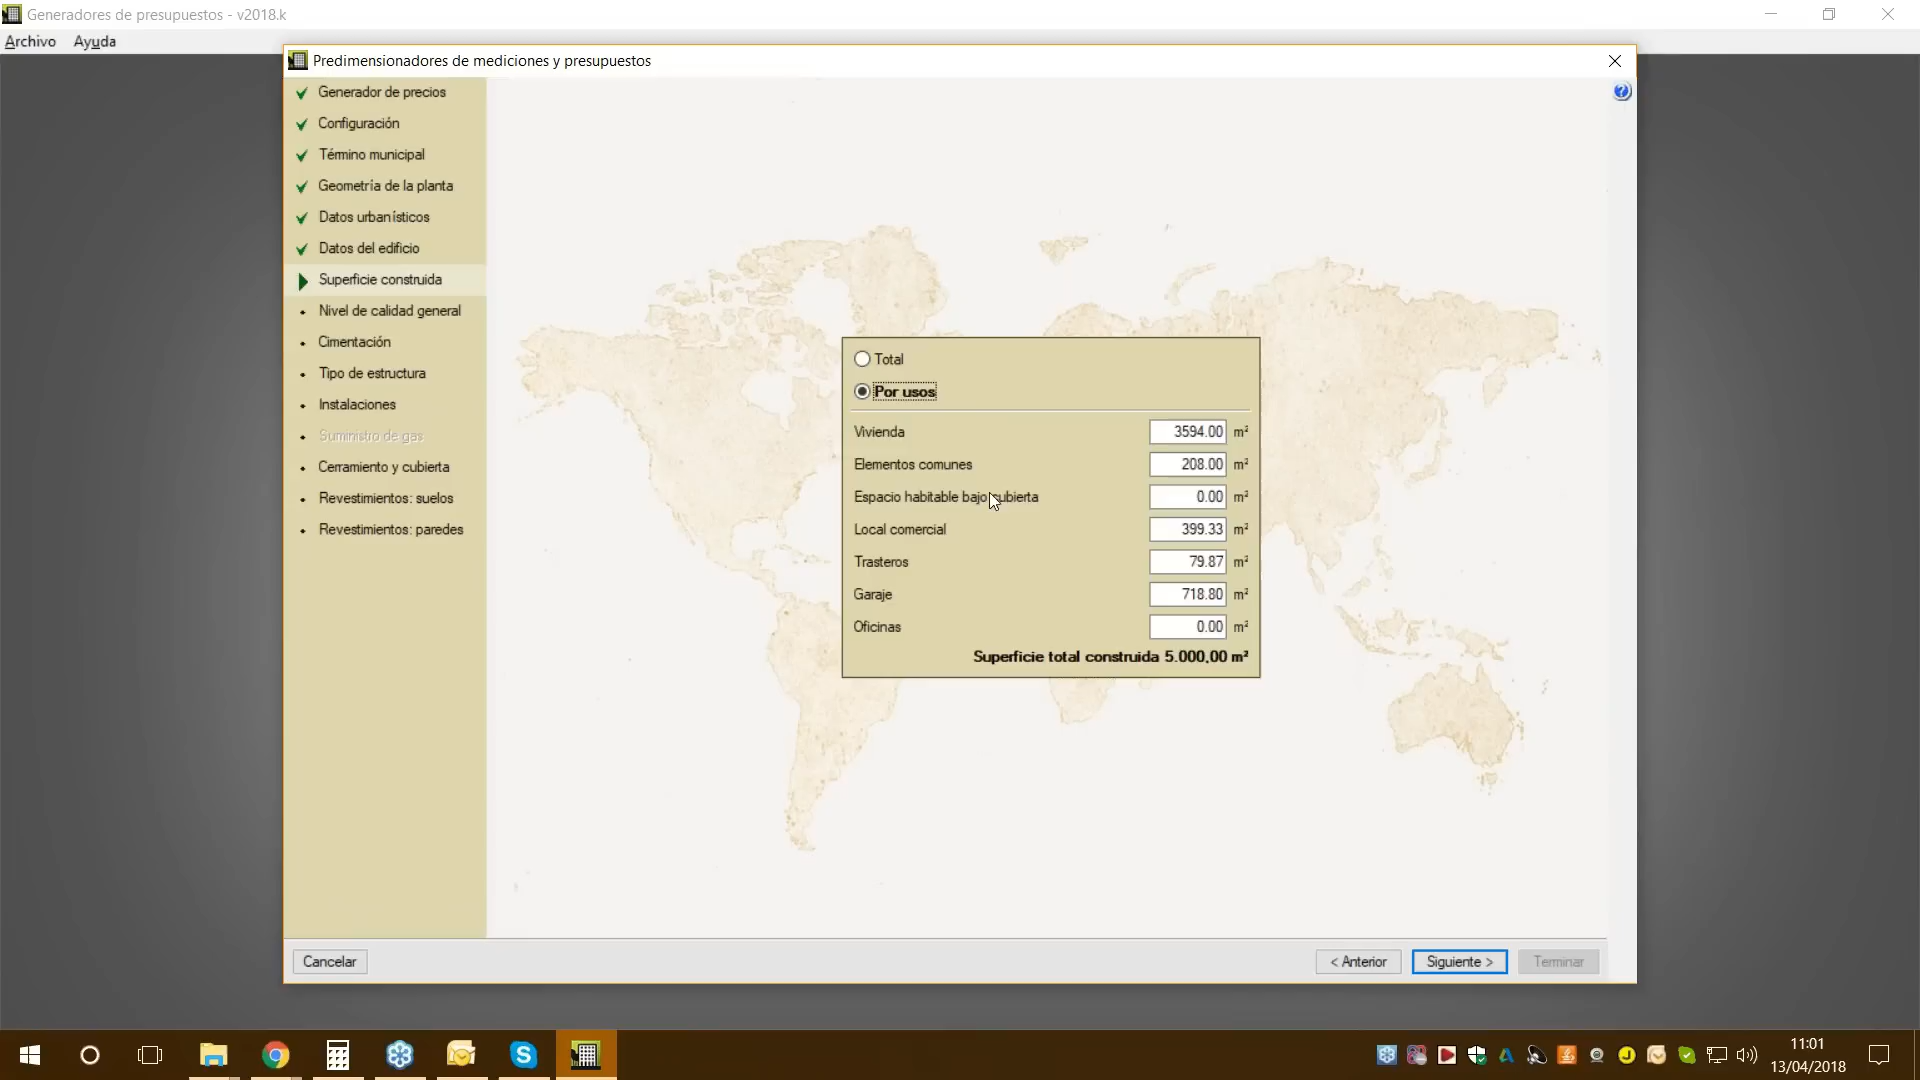 Generadores de presupuestos - v2018.k
Archivo Ayuda
Predimensionadores de mediciones y presupuestos
Generador de precios
Configuración
Término municipal
Geometría de la planta
Datos urbanísticos
Datos del edificio
Superficie construida
Nivel de calidad general
Cimentación
Tipo de estructura
Instalaciones
Suministro de gas
Cerramiento y cubierta
Revestimientos: suelos
Revestimientos: paredes
Total
Por usos
Vivienda 3594.00 m²
Elementos comunes 208.00 m²
Espacio habitable bajo cubierta 0.00 m²
Local comercial 399.33 m²
Trasteros 79.87 m²
Garaje 718.80 m²
Oficinas 0.00 m²
Superficie total construida 5.000,00 m²
Cancelar < Anterior Siguiente > Terminar
11:01
13/04/2018